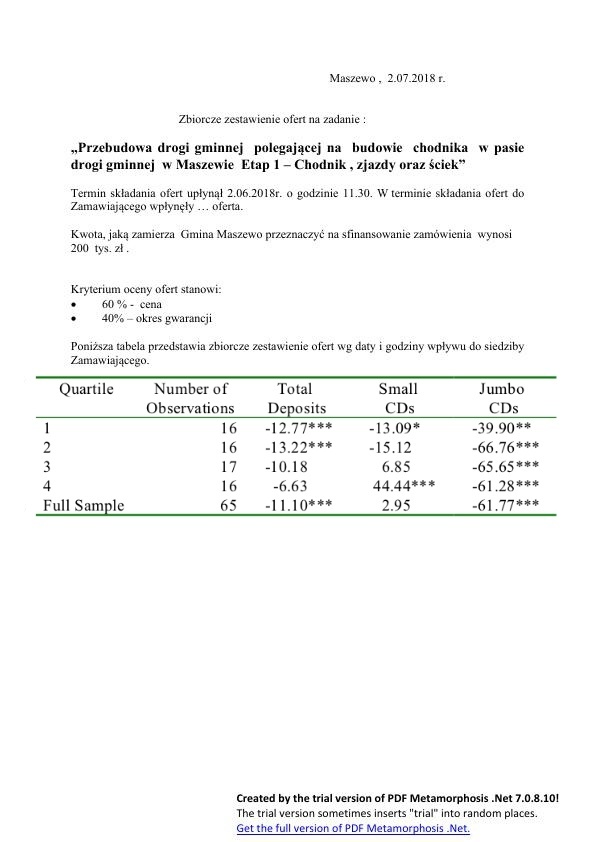 Maszewo , 2.07.2018 r.
Zbiorcze zestawienie ofert na zadanie :
„Przebudowa drogi gminnej polegającej na budowie chodnika w pasie
drogi gminnej w Maszewie Etap 1 – Chodnik , zjazdy oraz ściek”
Termin składania ofert upłynął 2.06.2018r. o godzinie 11.30. W terminie składania ofert do
Zamawiającego wpłynęły … oferta.
Kwota, jaką zamierza Gmina Maszewo przeznaczyć na sfinansowanie zamówienia wynosi
200 tys. zł .
Kryterium oceny ofert stanowi:
• 60 % - cena
• 40% – okres gwarancji
Poniższa tabela przedstawia zbiorcze zestawienie ofert wg daty i godziny wpływu do siedziby
Zamawiającego.
Quartile Number of Total Small Jumbo
Observations Deposits CDs CDs
1 16 -12.77*** -13.09* -39.90**
2 16 -13.22*** -15.12 -66.76***
3 17 -10.18 6.85 -65.65***
4 16 -6.63 44.44*** -61.28***
Full Sample 65 -11.10*** 2.95 -61.77***
Created by the trial version of PDF Metamorphosis .Net 7.0.8.10!
The trial version sometimes inserts "trial" into random places.
Get the full version of PDF Metamorphosis .Net.